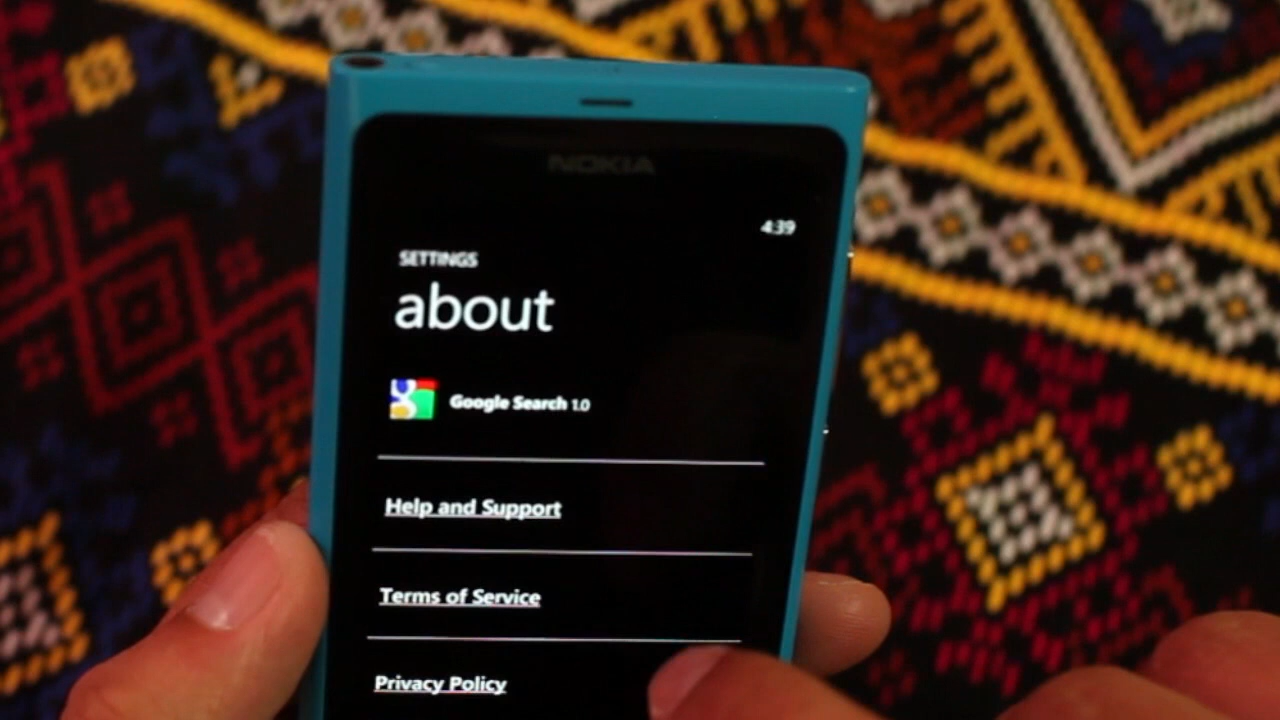 NOKIA
4:39
SETTINGS
about
Google Search 1.0
Help and Support
Terms of Service
Privacy Policy